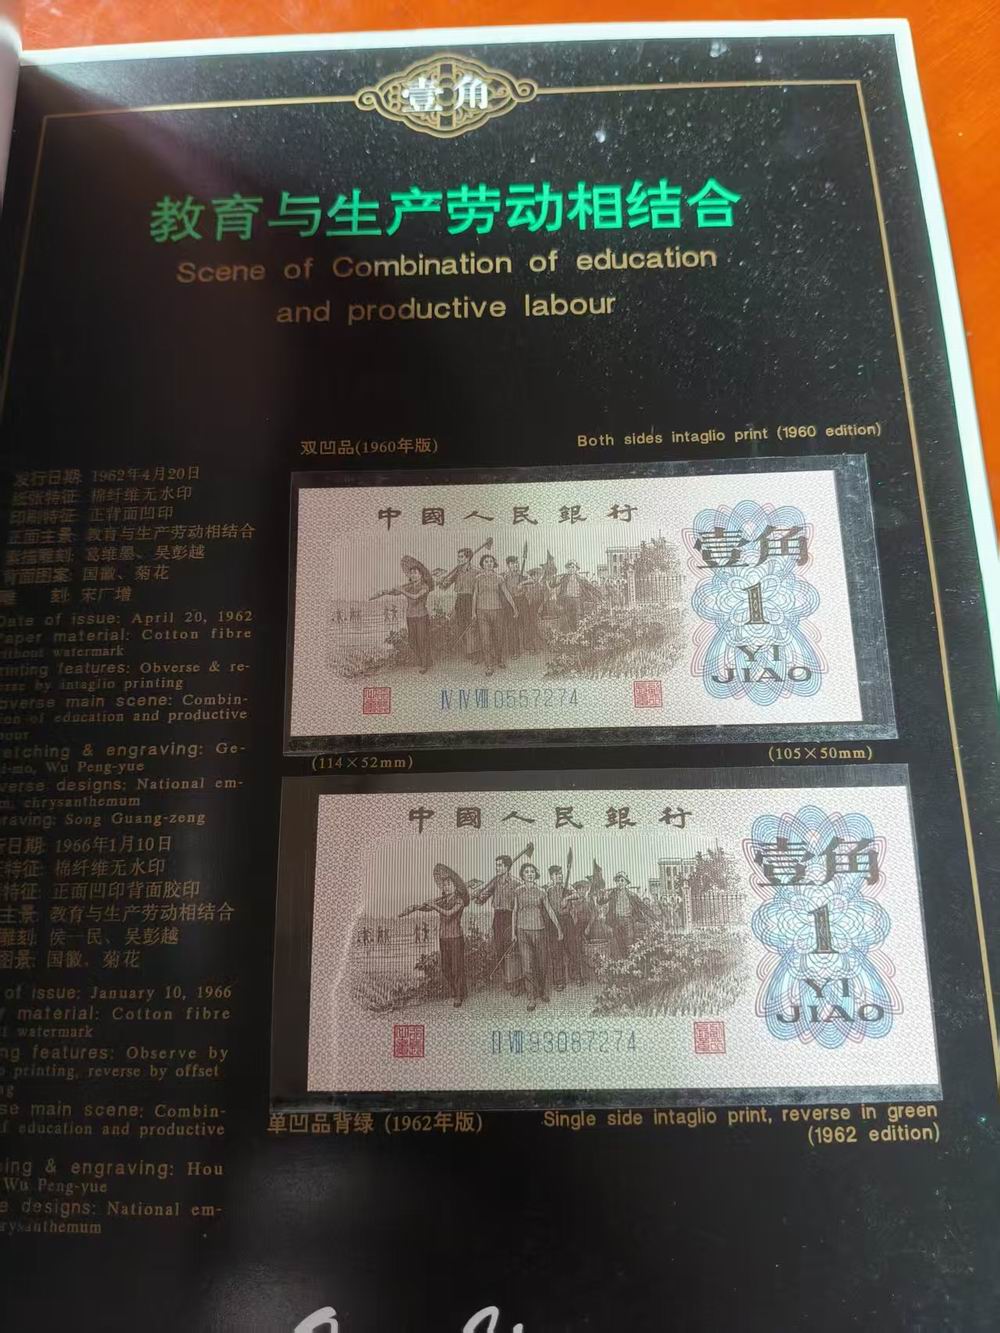 壹角
教育与生产劳动相结合
Scene of Combination of education
and productive labour
双凹品(1960年版)
Both sides intaglio print (1960 edition)
发行日期: 1962年4月20日
纸张特征: 棉纤维无水印
印刷特征: 正背面凹印
正面主景: 教育与生产劳动相结合
葛维墨、吴彭越
背面图案: 国徽、菊花
刻: 宋广增
Date of issue: April 20, 1962
Paper material: Cotton fibre
without watermark
Printing features: Obverse & re-
verse by intaglio printing
Obverse main scene: Combin-
of education and productive
labour
etching & engraving: Ge-
Wu Peng-yue
verse designs: National em-
chrysanthemum
raving: Song Guang-zeng
中國人民銀行
壹角
1
YI
JIAO
IV IV VIII 0557274
(114×52mm)
(105×50mm)
日期: 1966年1月10日
特征: 棉纤维无水印
特征: 正面凹印背面胶印
主景: 教育与生产劳动相结合
雕刻: 侯一民、吴彭越
图景: 国徽、菊花
of issue: January 10, 1966
material: Cotton fibre
watermark
ng features: Observe by
printing, reverse by offset
ng
se main scene: Combin-
of education and productive
ing & engraving: Hou
Wu Peng-yue
e designs: National em-
rysanthemum
中國人民銀行
壹角
1
YI
JIAO
II VIII 93087274
单凹品背绿 (1962年版)
Single side intaglio print, reverse in green
(1962 edition)